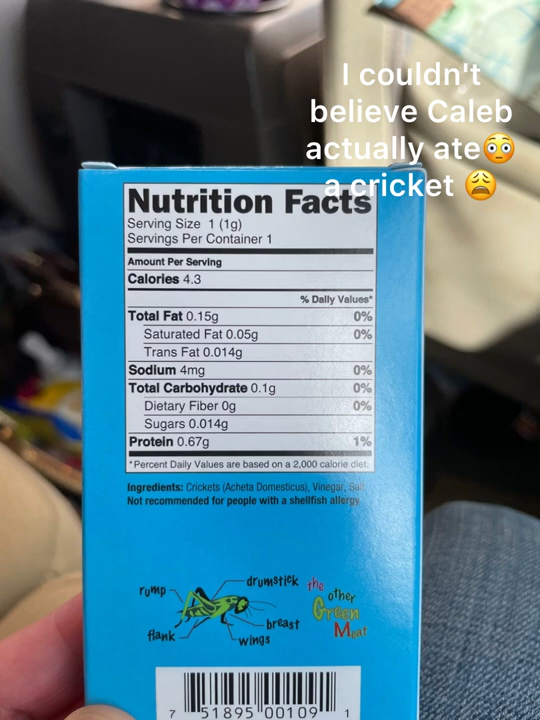 I couldn't
believe Caleb
actually ate😳
a cricket 😩
Nutrition Facts
Serving Size 1 (1g)
Servings Per Container 1
Amount Per Serving
Calories 4.3
% Daily Values*
Total Fat 0.15g 0%
Saturated Fat 0.05g 0%
Trans Fat 0.014g
Sodium 4mg 0%
Total Carbohydrate 0.1g 0%
Dietary Fiber 0g 0%
Sugars 0.014g
Protein 0.67g 1%
*Percent Daily Values are based on a 2,000 calorie diet.
Ingredients: Crickets (Acheta Domesticus), Vinegar, Salt
Not recommended for people with a shellfish allergy
rump
drumstick
flank
breast
wings
the
other
Green
Meat
7 51895 00109 1